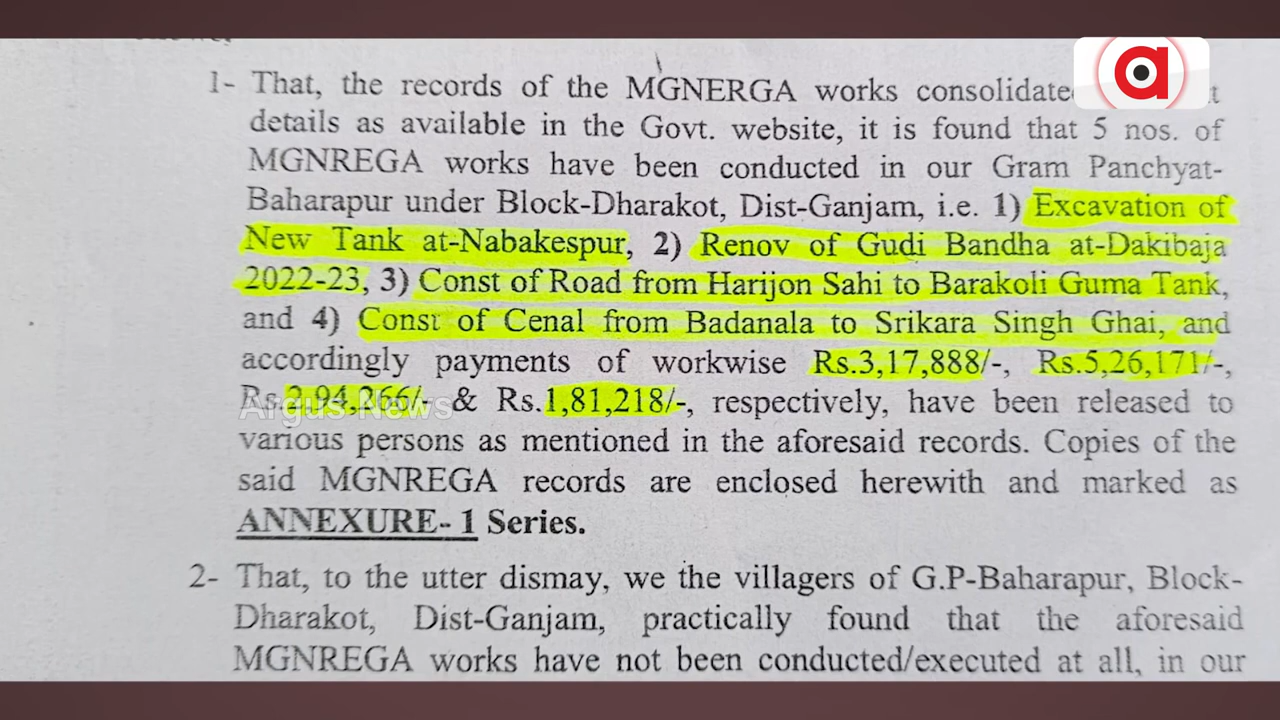 1- That, the records of the MGNERGA works consolidate
details as available in the Govt. website, it is found that 5 nos. of
MGNREGA works have been conducted in our Gram Panchyat-
Baharapur under Block-Dharakot, Dist-Ganjam, i.e. 1) Excavation of
New Tank at-Nabakespur, 2) Renov of Gudi Bandha at-Dakibaja
2022-23, 3) Const of Road from Harijon Sahi to Barakoli Guma Tank,
and 4) Const of Cenal from Badanala to Srikara Singh Ghai, and
accordingly payments of workwise Rs.3,17,888/-, Rs.5,26,171/-,
Rs.2,94,266/- & Rs.1,81,218/-, respectively, have been released to
Argus News
various persons as mentioned in the aforesaid records. Copies of the
said MGNREGA records are enclosed herewith and marked as
ANNEXURE- 1 Series.
2- That, to the utter dismay, we the villagers of G.P-Baharapur, Block-
Dharakot, Dist-Ganjam, practically found that the aforesaid
MGNREGA works have not been conducted/executed at all, in our